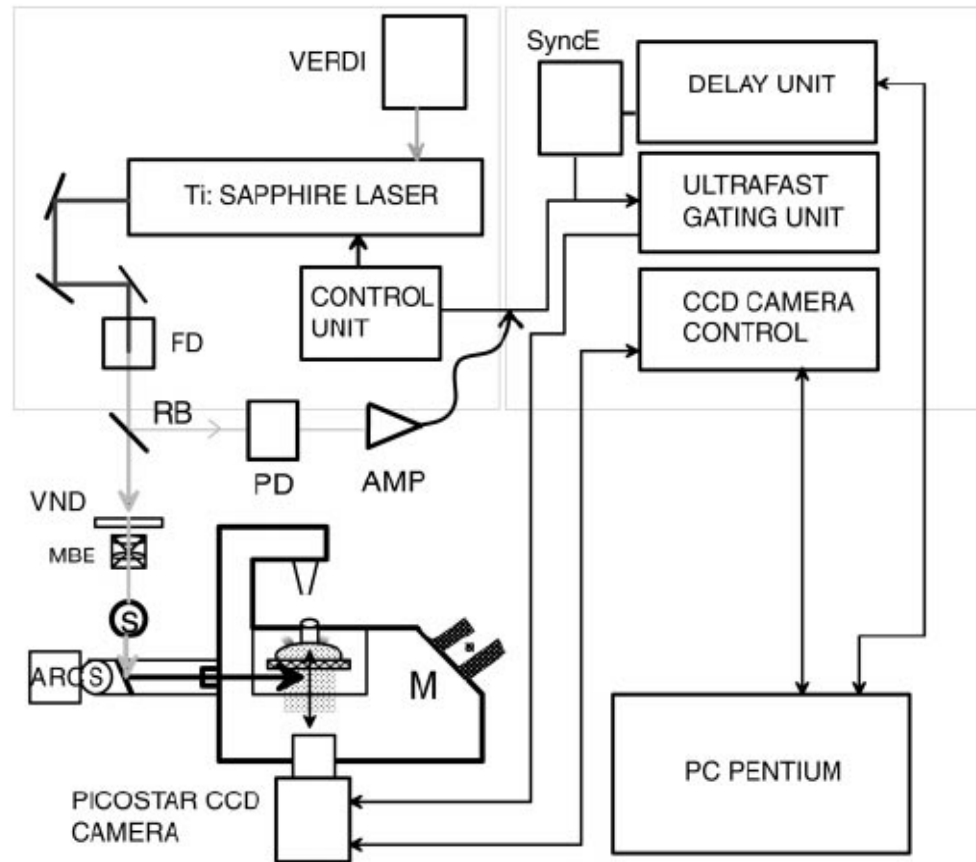 SyncE
VERDI
DELAY UNIT
Ti: SAPPHIRE LASER
ULTRAFAST
GATING UNIT
CONTROL
UNIT
CCD CAMERA
CONTROL
FD
RB
PD
AMP
VND
MBE
S
ARC
S
M
PC PENTIUM
PICOSTAR CCD
CAMERA